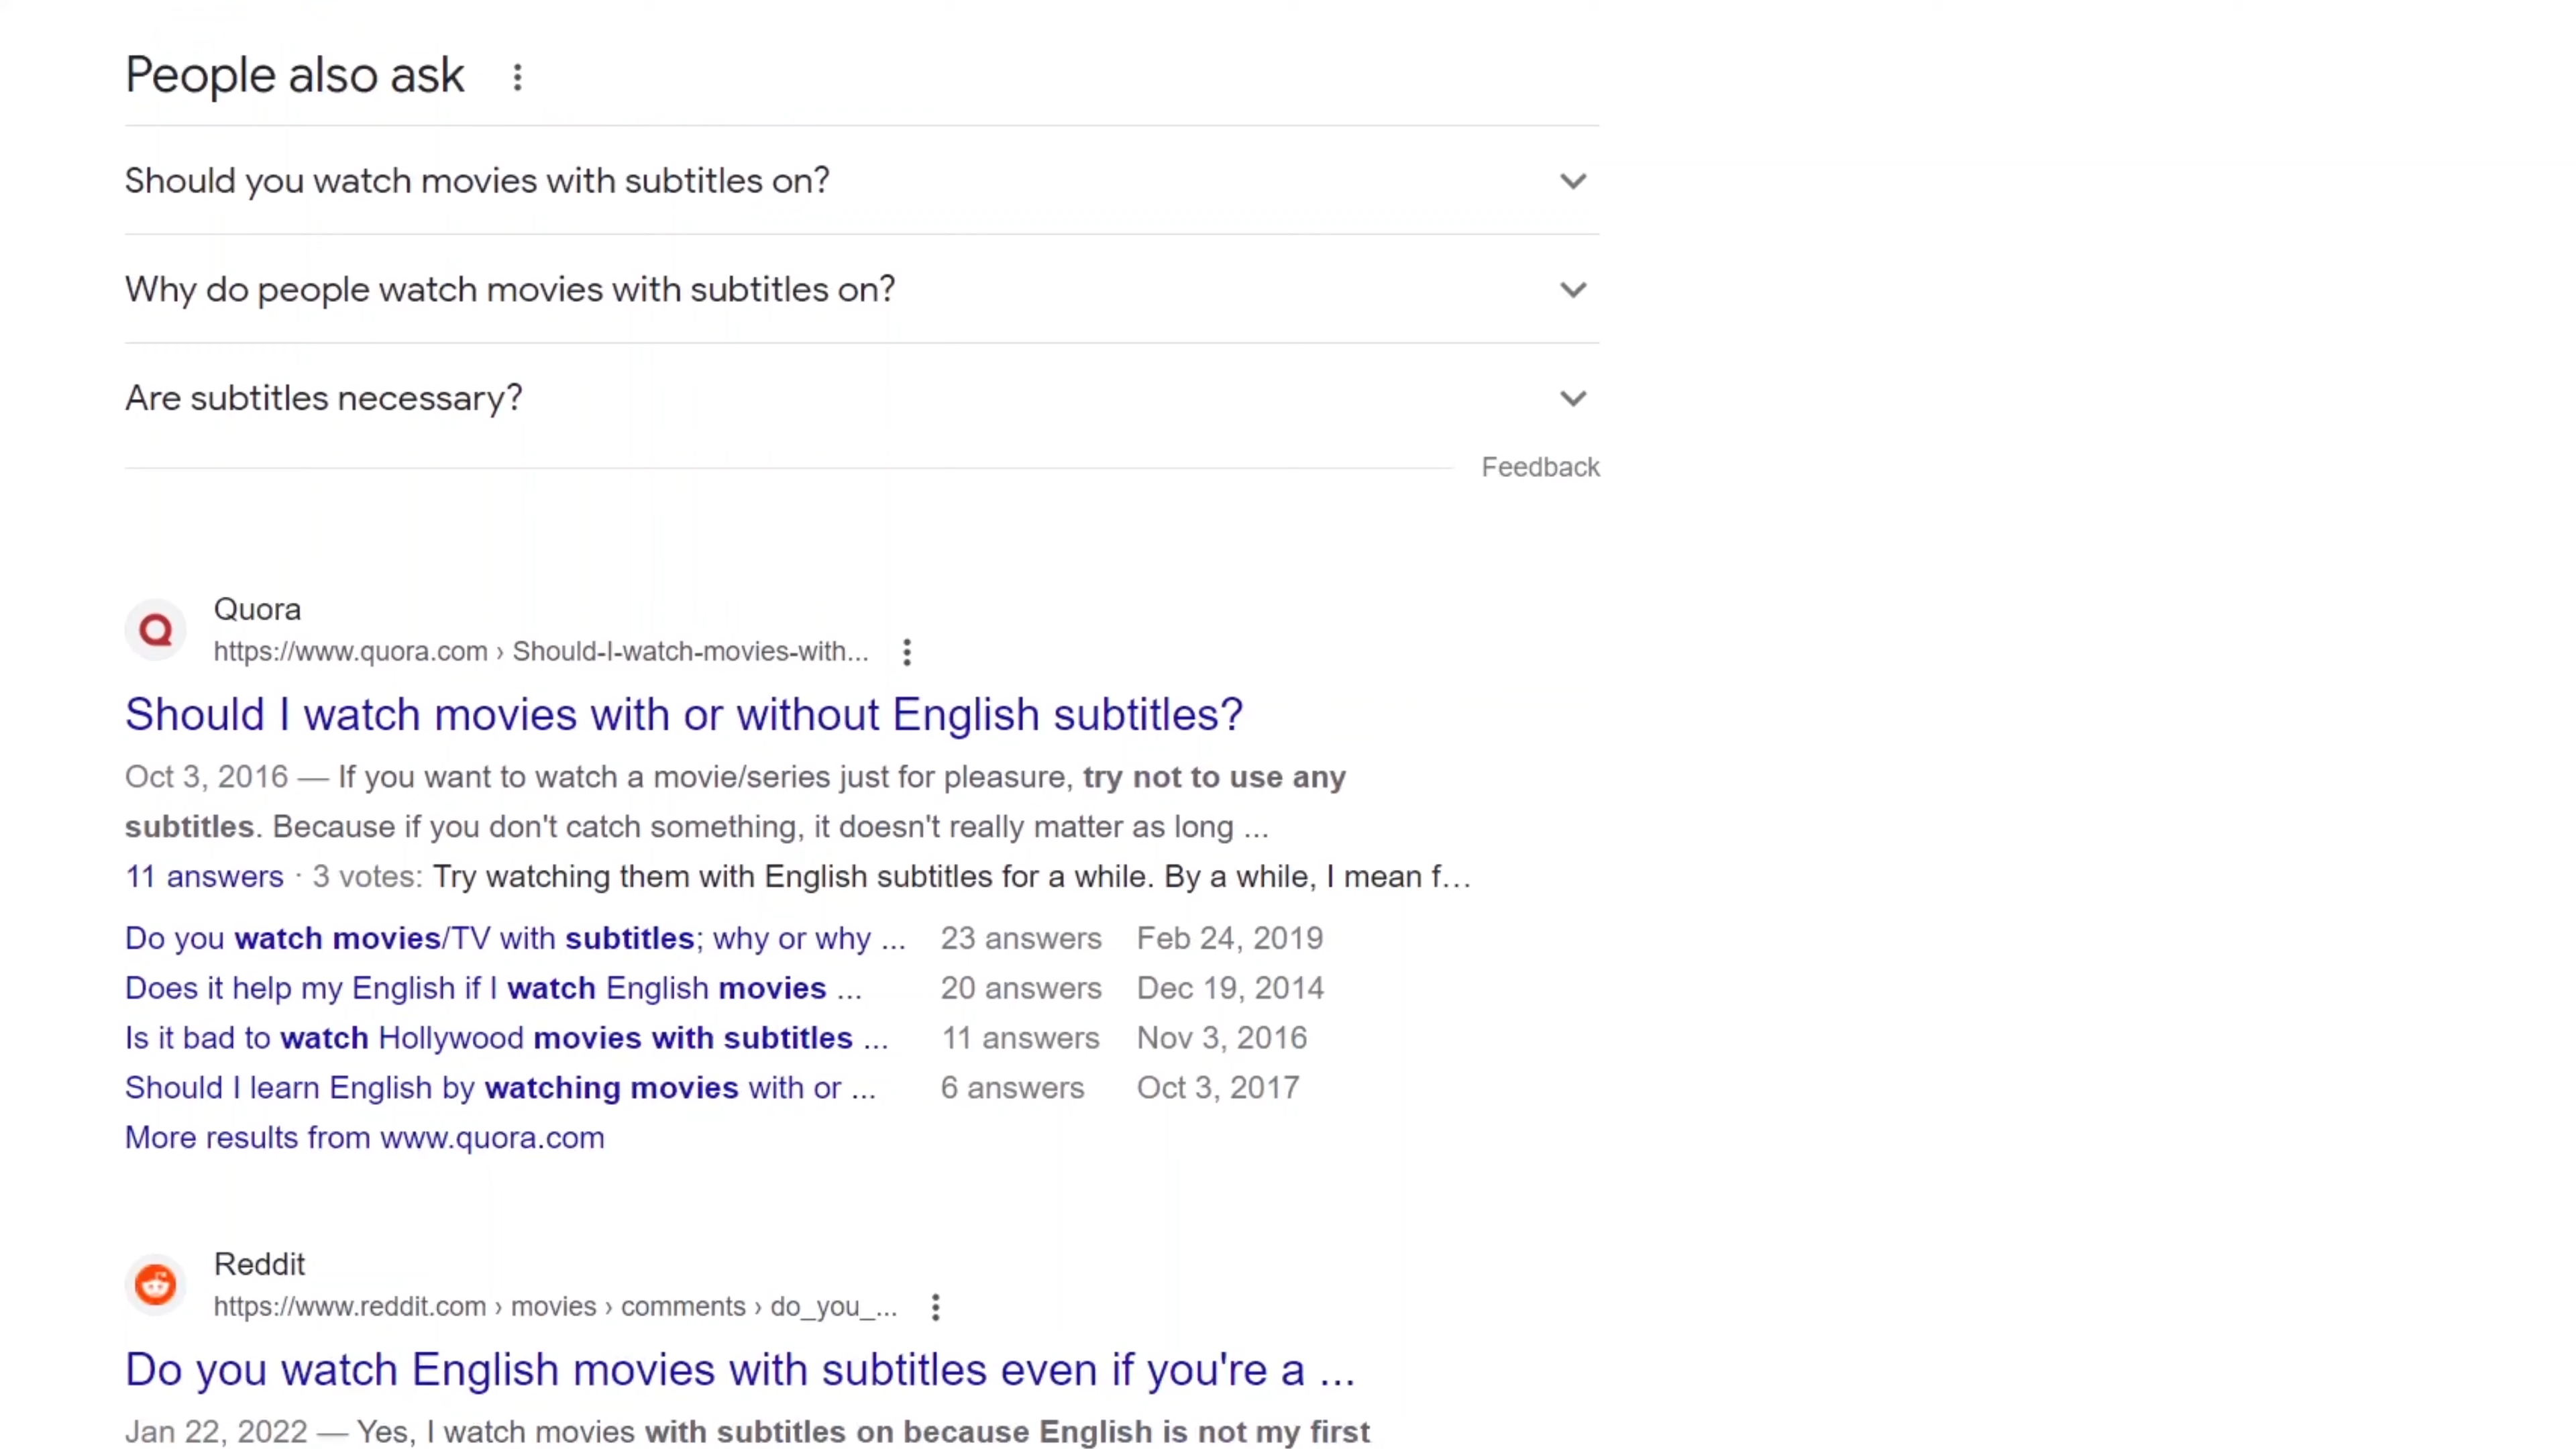 People also ask
Should you watch movies with subtitles on?
Why do people watch movies with subtitles on?
Are subtitles necessary?
Feedback
Quora
https://www.quora.com › Should-I-watch-movies-with...
Should I watch movies with or without English subtitles?
Oct 3, 2016 — If you want to watch a movie/series just for pleasure, try not to use any
subtitles. Because if you don't catch something, it doesn't really matter as long ...
11 answers · 3 votes: Try watching them with English subtitles for a while. By a while, I mean f...
Do you watch movies/TV with subtitles; why or why ... 23 answers Feb 24, 2019
Does it help my English if I watch English movies ... 20 answers Dec 19, 2014
Is it bad to watch Hollywood movies with subtitles ... 11 answers Nov 3, 2016
Should I learn English by watching movies with or ... 6 answers Oct 3, 2017
More results from www.quora.com
Reddit
https://www.reddit.com › movies › comments › do_you_...
Do you watch English movies with subtitles even if you're a ...
Jan 22, 2022 — Yes, I watch movies with subtitles on because English is not my first